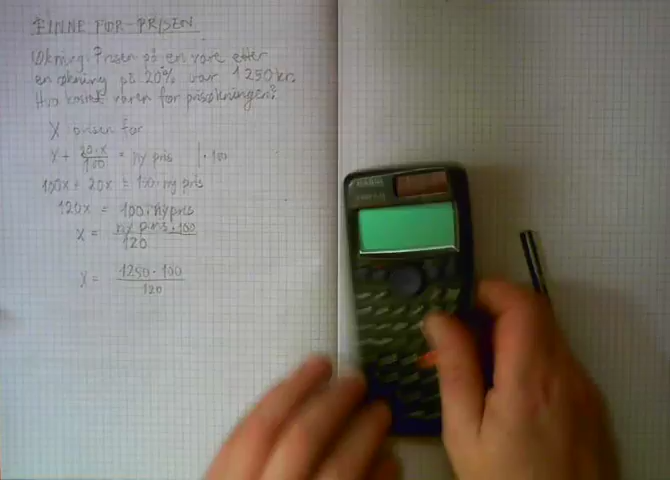 FINNE FØR-PRISEN
Økning: Prisen på en vare etter
en økning på 20% var 1250 kr.
Hva kostet varen før prisøkningen?
X prisen før
X + 20·X/100 = ny pris | · 100
100x + 20x = 100 · ny pris
120x = 100 · ny pris
X = ny pris · 100 / 120
X = 1250 · 100 / 120